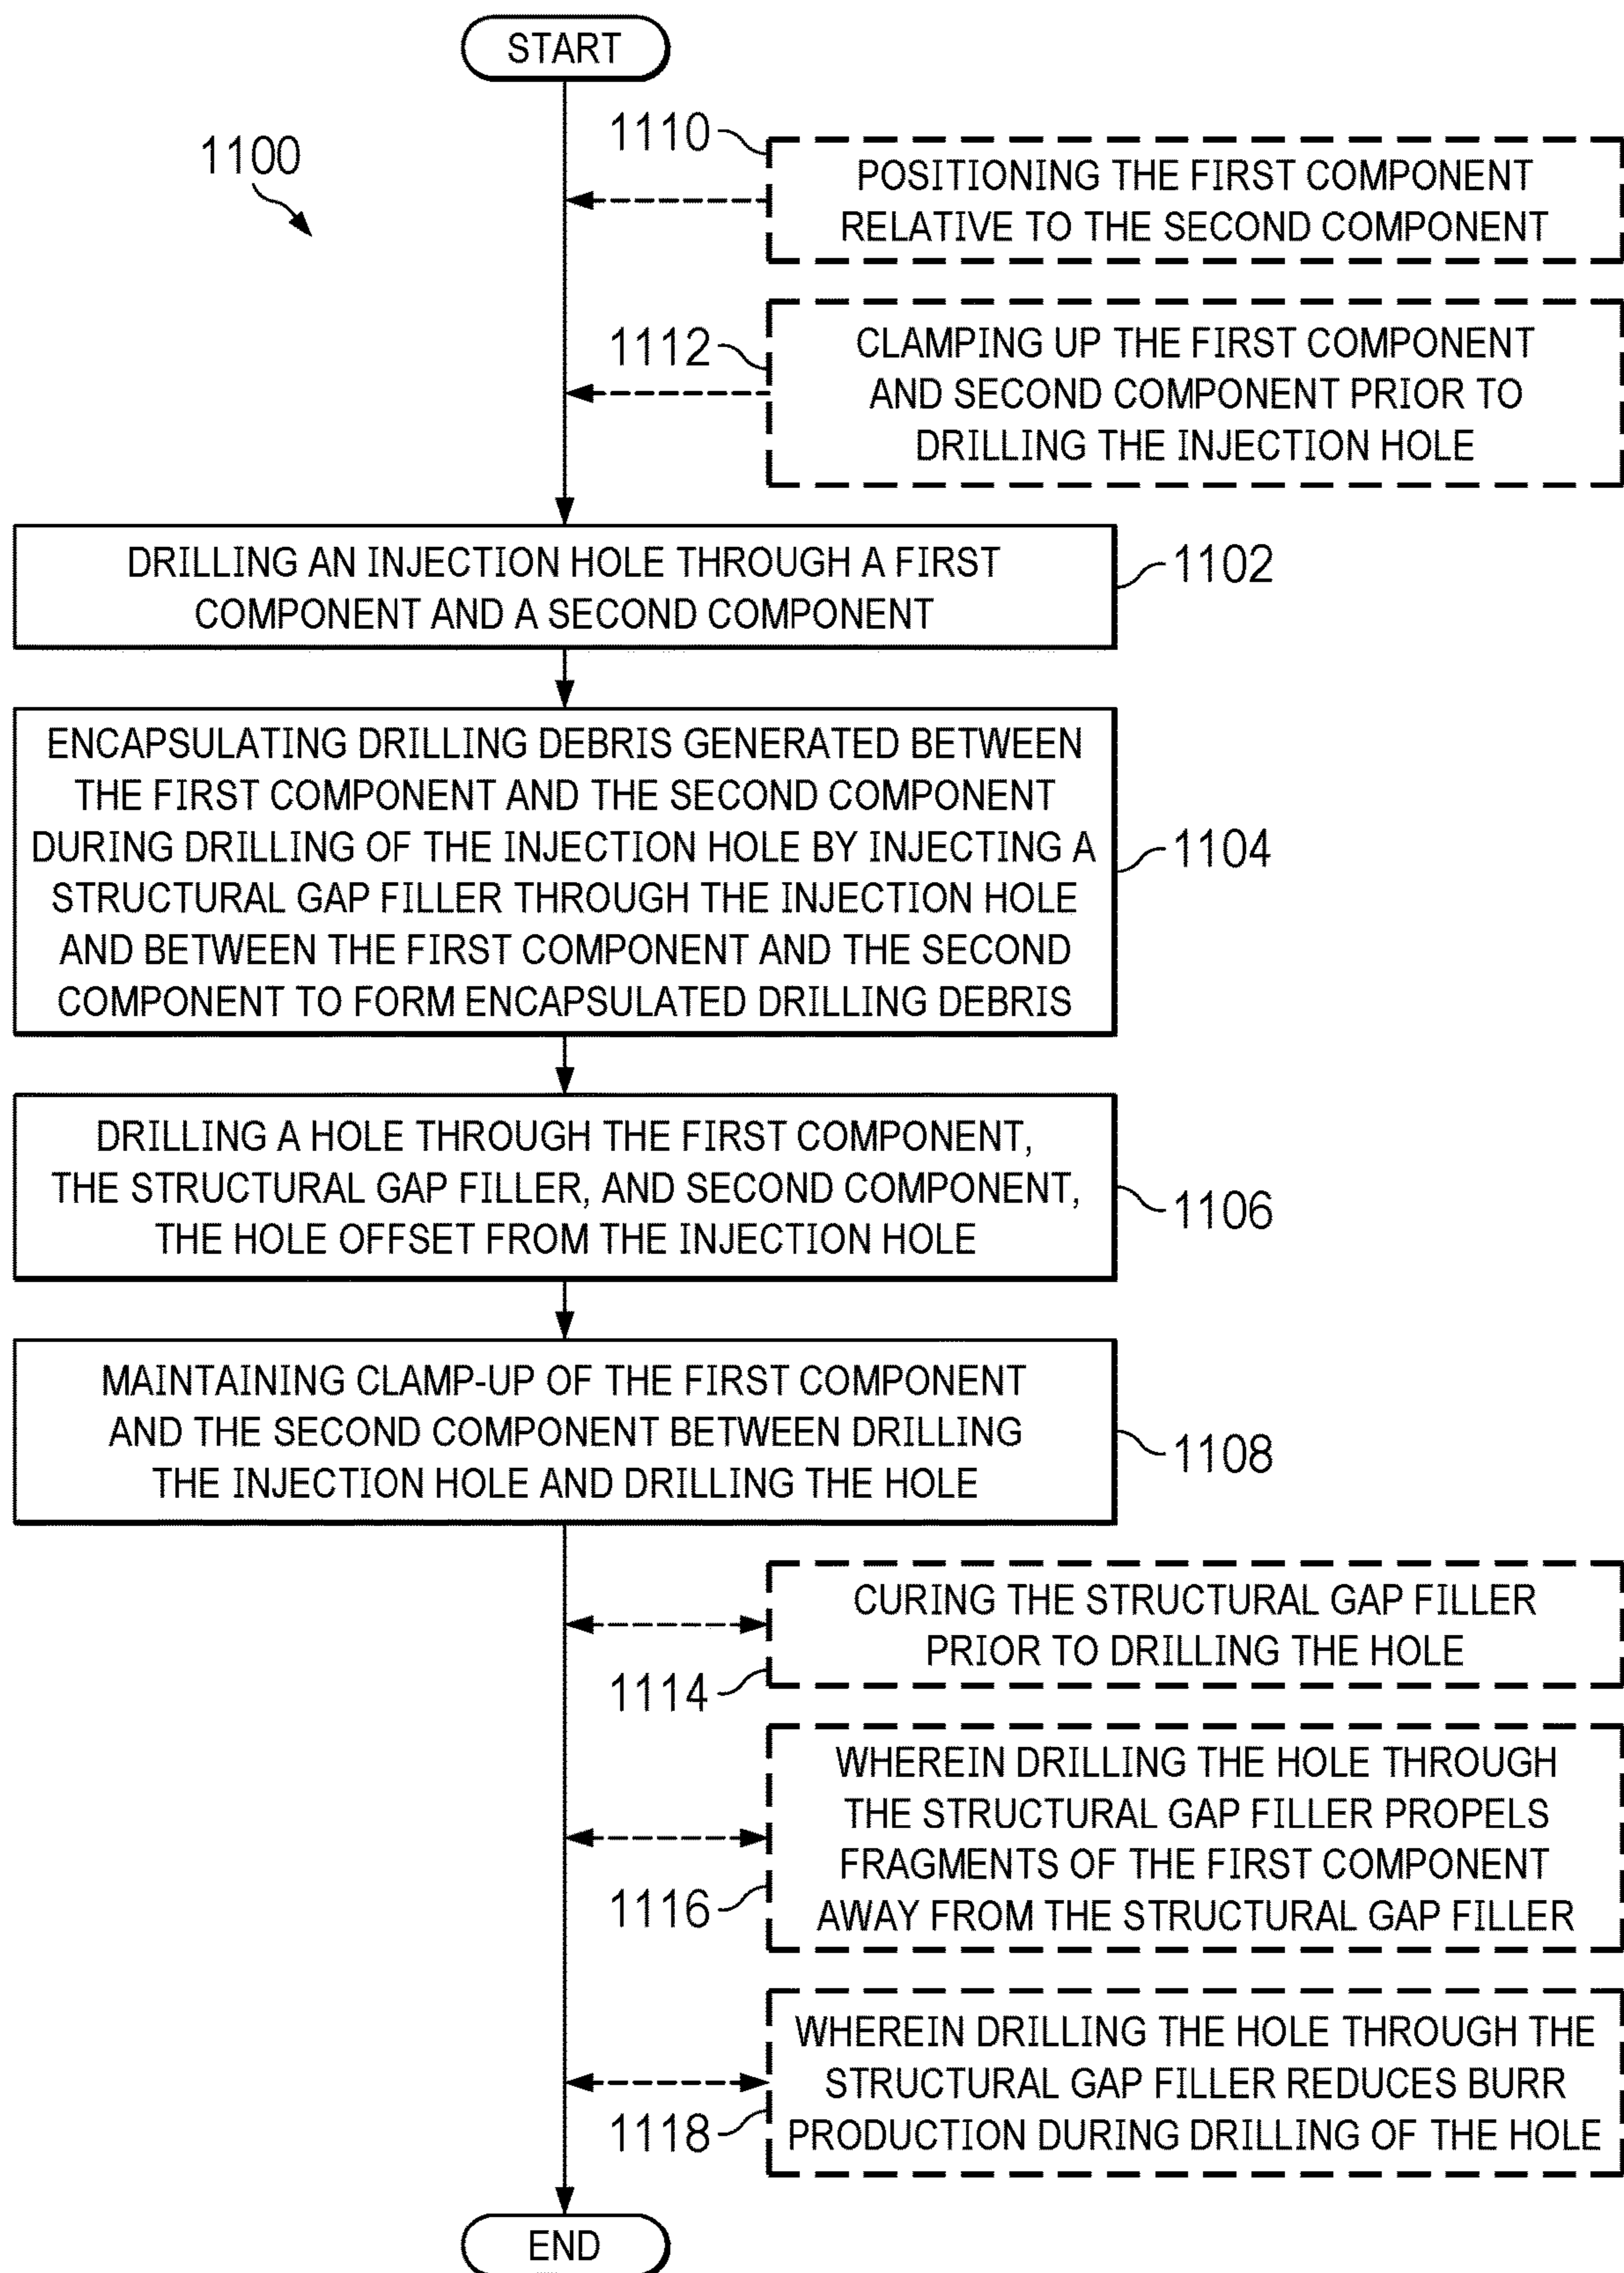 START
1100
1110
POSITIONING THE FIRST COMPONENT
RELATIVE TO THE SECOND COMPONENT
1112
CLAMPING UP THE FIRST COMPONENT
AND SECOND COMPONENT PRIOR TO
DRILLING THE INJECTION HOLE
DRILLING AN INJECTION HOLE THROUGH A FIRST
COMPONENT AND A SECOND COMPONENT
1102
ENCAPSULATING DRILLING DEBRIS GENERATED BETWEEN
THE FIRST COMPONENT AND THE SECOND COMPONENT
DURING DRILLING OF THE INJECTION HOLE BY INJECTING A
STRUCTURAL GAP FILLER THROUGH THE INJECTION HOLE
AND BETWEEN THE FIRST COMPONENT AND THE SECOND
COMPONENT TO FORM ENCAPSULATED DRILLING DEBRIS
1104
DRILLING A HOLE THROUGH THE FIRST COMPONENT,
THE STRUCTURAL GAP FILLER, AND SECOND COMPONENT,
THE HOLE OFFSET FROM THE INJECTION HOLE
1106
MAINTAINING CLAMP-UP OF THE FIRST COMPONENT
AND THE SECOND COMPONENT BETWEEN DRILLING
THE INJECTION HOLE AND DRILLING THE HOLE
1108
CURING THE STRUCTURAL GAP FILLER
PRIOR TO DRILLING THE HOLE
1114
WHEREIN DRILLING THE HOLE THROUGH
THE STRUCTURAL GAP FILLER PROPELS
FRAGMENTS OF THE FIRST COMPONENT
AWAY FROM THE STRUCTURAL GAP FILLER
1116
WHEREIN DRILLING THE HOLE THROUGH THE
STRUCTURAL GAP FILLER REDUCES BURR
PRODUCTION DURING DRILLING OF THE HOLE
1118
END